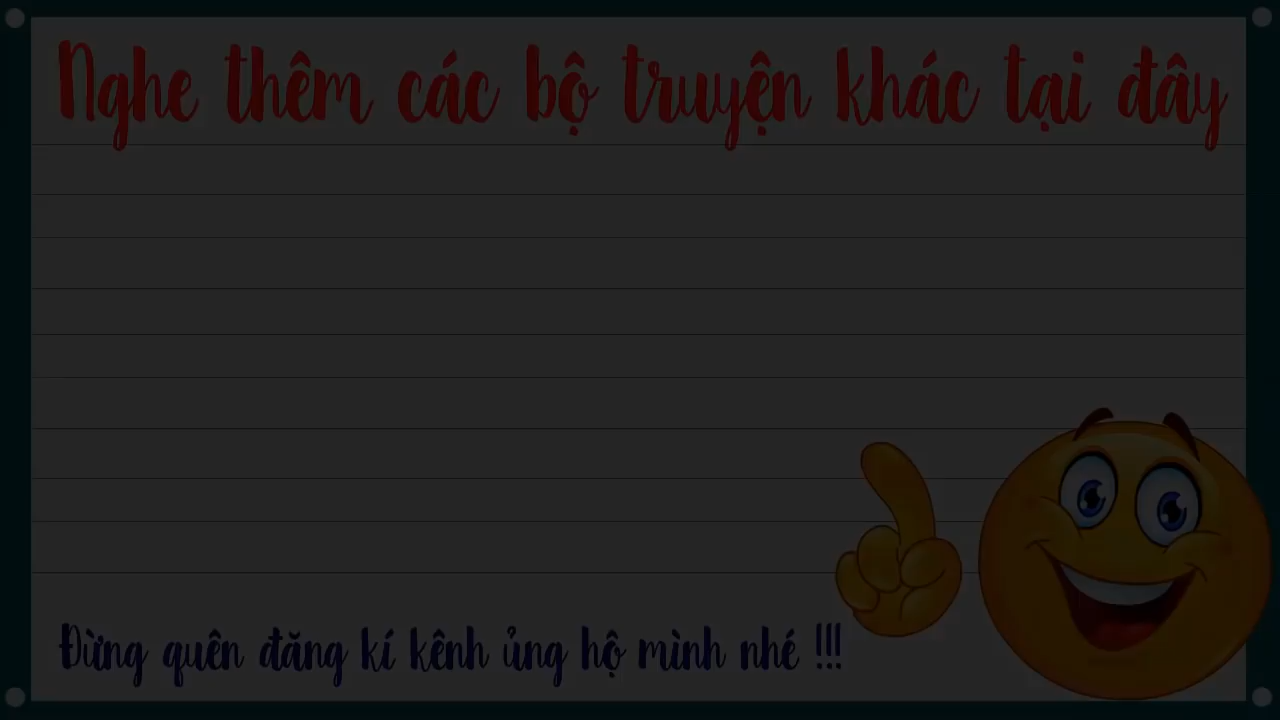 Nghe thêm các bộ truyện khác tại đây
Đừng quên đăng kí kênh ủng hộ mình nhé !!!